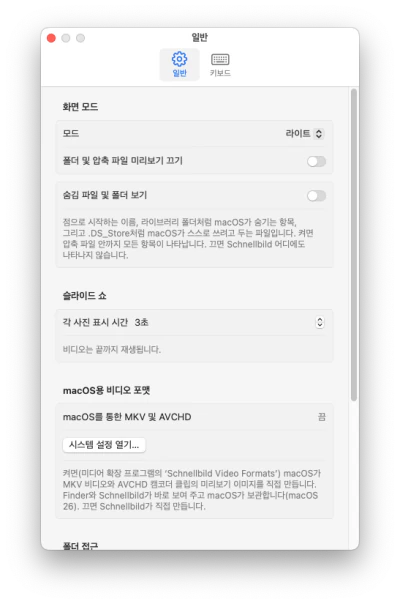 일반
일반
키보드
화면 모드
모드
라이트
폴더 및 압축 파일 미리보기 끄기
숨김 파일 및 폴더 보기
점으로 시작하는 이름, 라이브러리 폴더처럼 macOS가 숨기는 항목,
그리고 .DS_Store처럼 macOS가 스스로 쓰려고 두는 파일입니다. 켜면
압축 파일 안까지 모든 항목이 나타납니다. 끄면 Schnellbild 어디에도
나타나지 않습니다.
슬라이드 쇼
각 사진 표시 시간 3초
비디오는 끝까지 재생됩니다.
macOS용 비디오 포맷
macOS를 통한 MKV 및 AVCHD
끔
시스템 설정 열기...
켜면(미디어 확장 프로그램의 ‘Schnellbild Video Formats’) macOS가
MKV 비디오와 AVCHD 캠코더 클립의 미리보기 이미지를 직접 만듭니다.
Finder와 Schnellbild가 바로 보여 주고 macOS가 보관합니다(macOS
26). 끄면 Schnellbild가 직접 만듭니다.
폴더 접근